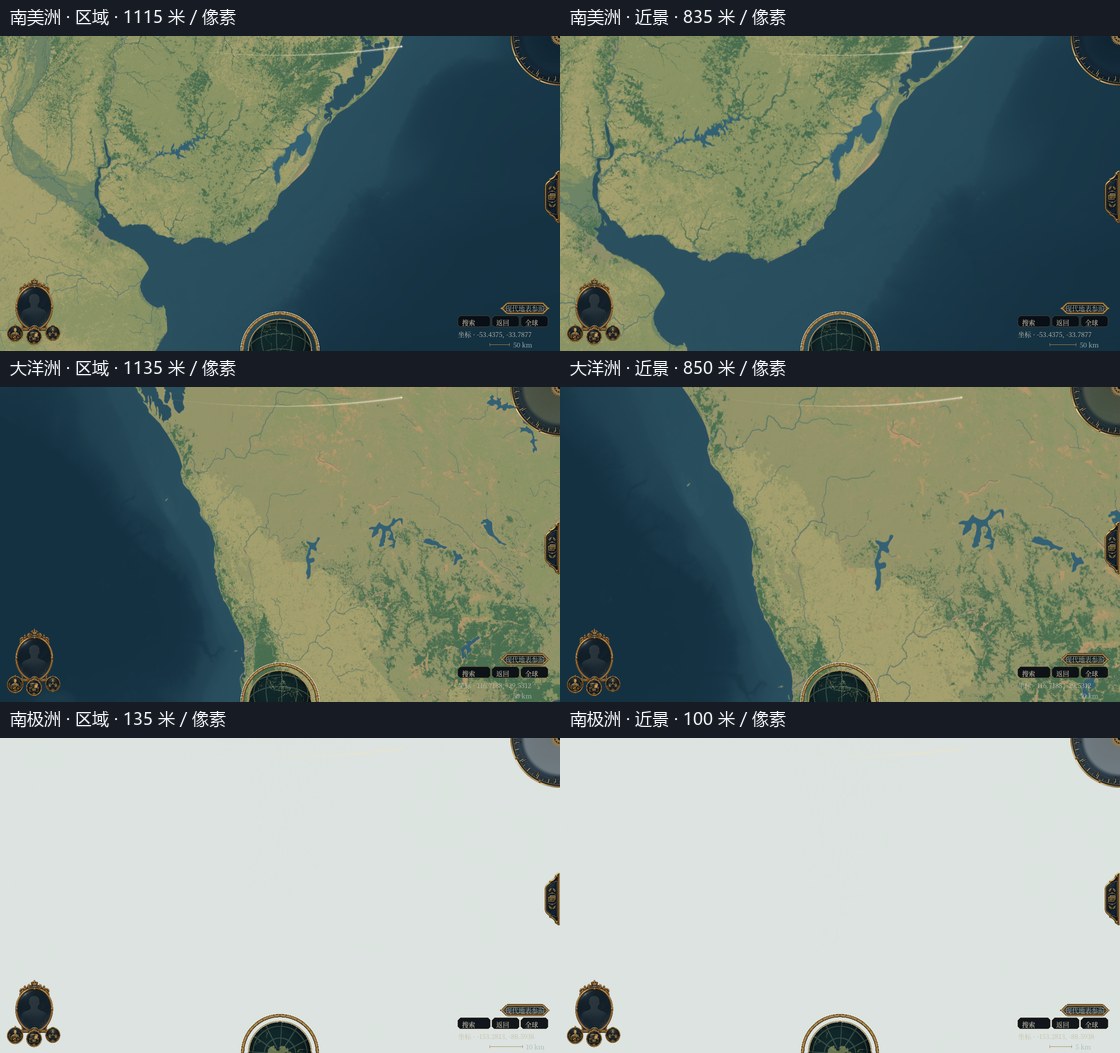 南美洲 · 区域 · 1115 米 / 像素
南美洲 · 近景 · 835 米 / 像素
搜索 返回 全球
坐标 · -53.4375, -33.7877
50 km
搜索 返回 全球
坐标 · -53.4375, -33.7877
50 km
大洋洲 · 区域 · 1135 米 / 像素
大洋洲 · 近景 · 850 米 / 像素
搜索 返回 全球
搜索 返回 全球
南极洲 · 区域 · 135 米 / 像素
南极洲 · 近景 · 100 米 / 像素
搜索 返回 全球
搜索 返回 全球
5 km